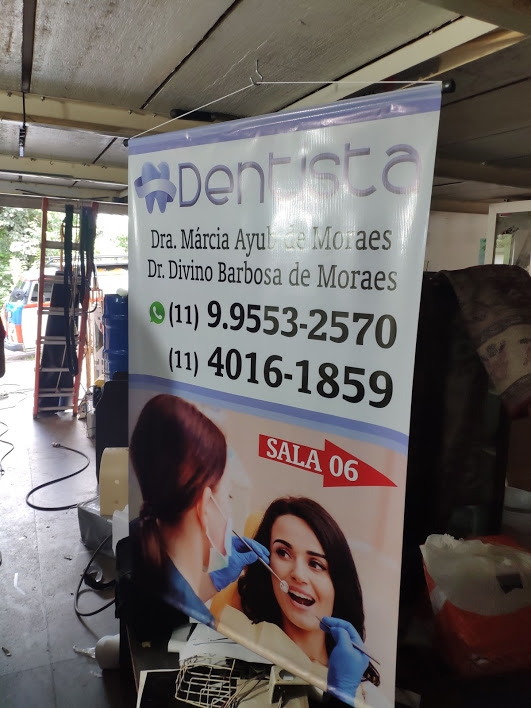 Dentista
Dra. Márcia Ayub de Moraes
Dr. Divino Barbosa de Moraes
(11) 9.9553-2570
(11) 4016-1859
SALA 06